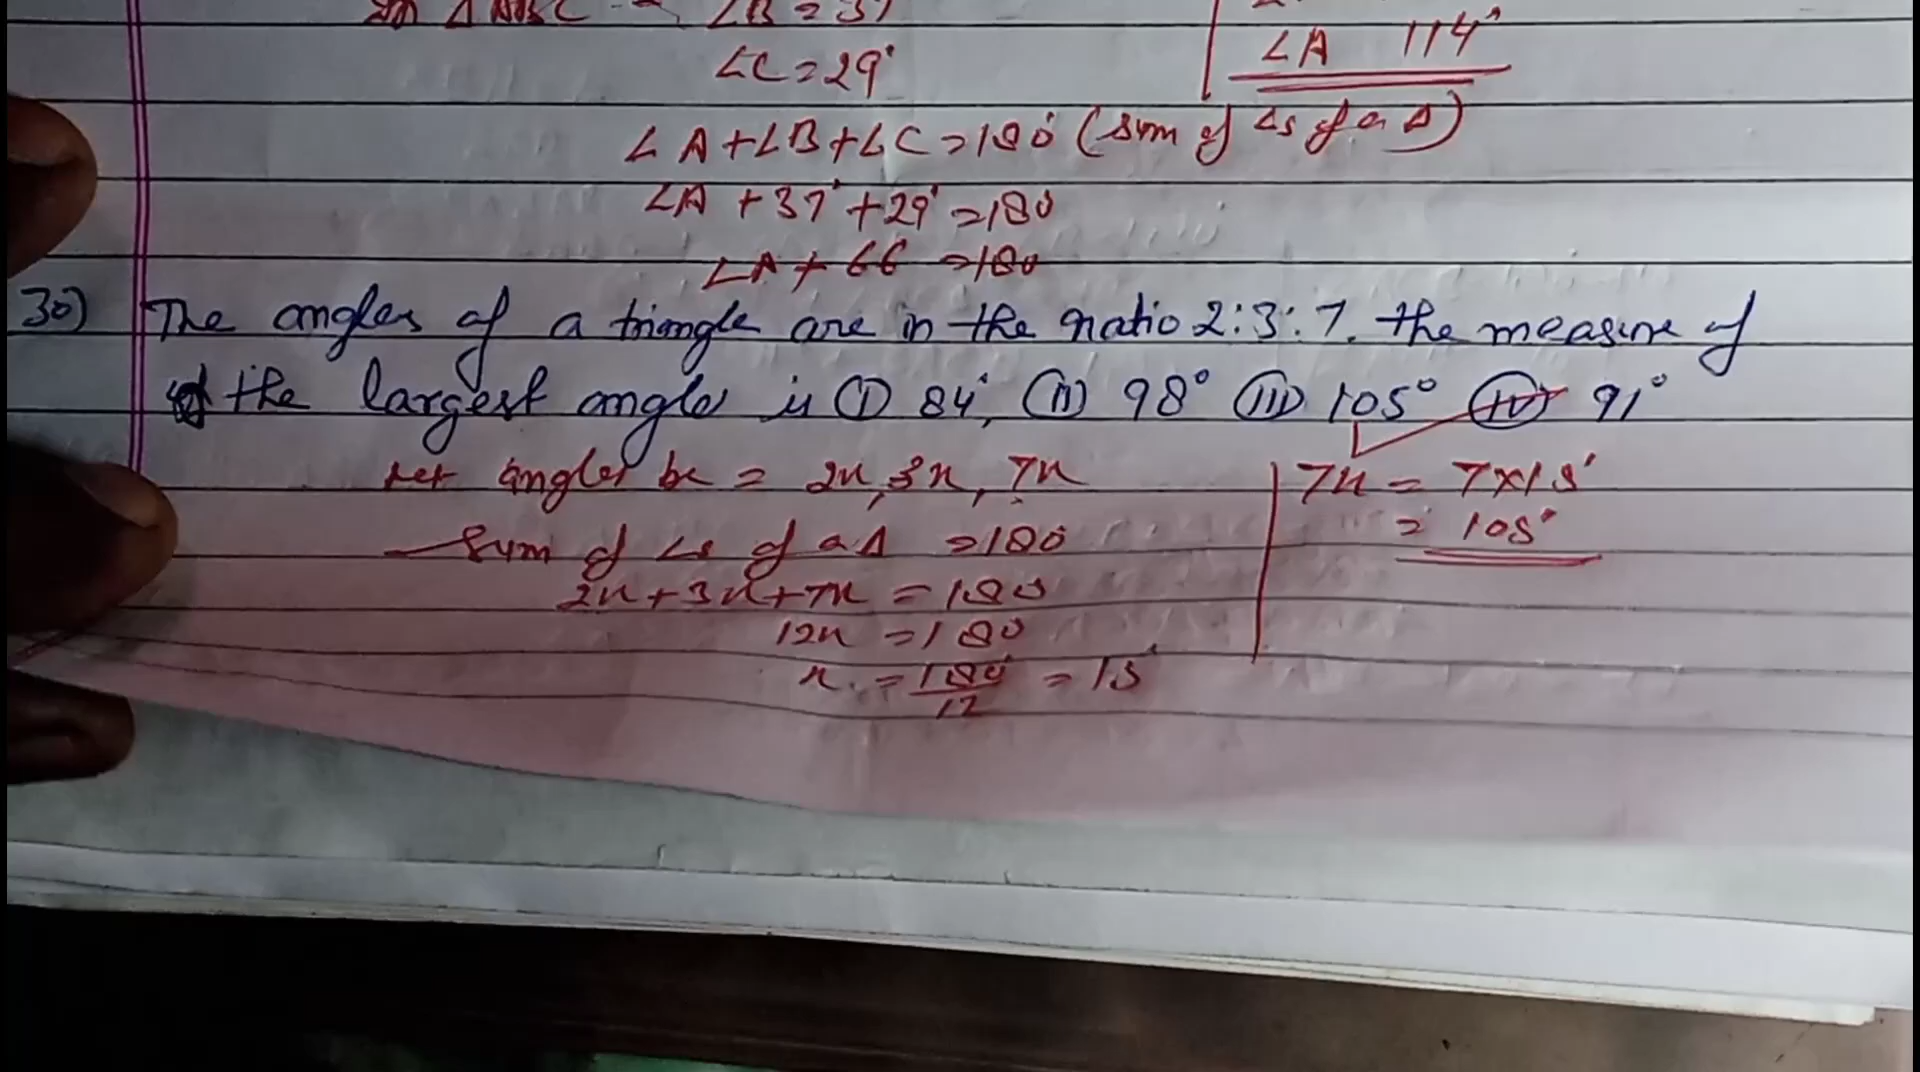 In △ABC ∠B = 37
∠C = 29°
∠A 114°
∠A+∠B+∠C=180° (sum of ∠s of a △)
∠A + 37° + 29° = 180
∠A + 66 = 180
30) The angles of a triangle are in the ratio 2:3:7. the measure of
the largest angle is (I) 84°, (II) 98° (III) 105° (IV) 91°
let angles be = 2x, 3x, 7x
Sum of ∠s of a △ = 180°
2x+3x+7x = 180
12x = 180
x = 180/12 = 15°
7x = 7×15°
= 105°